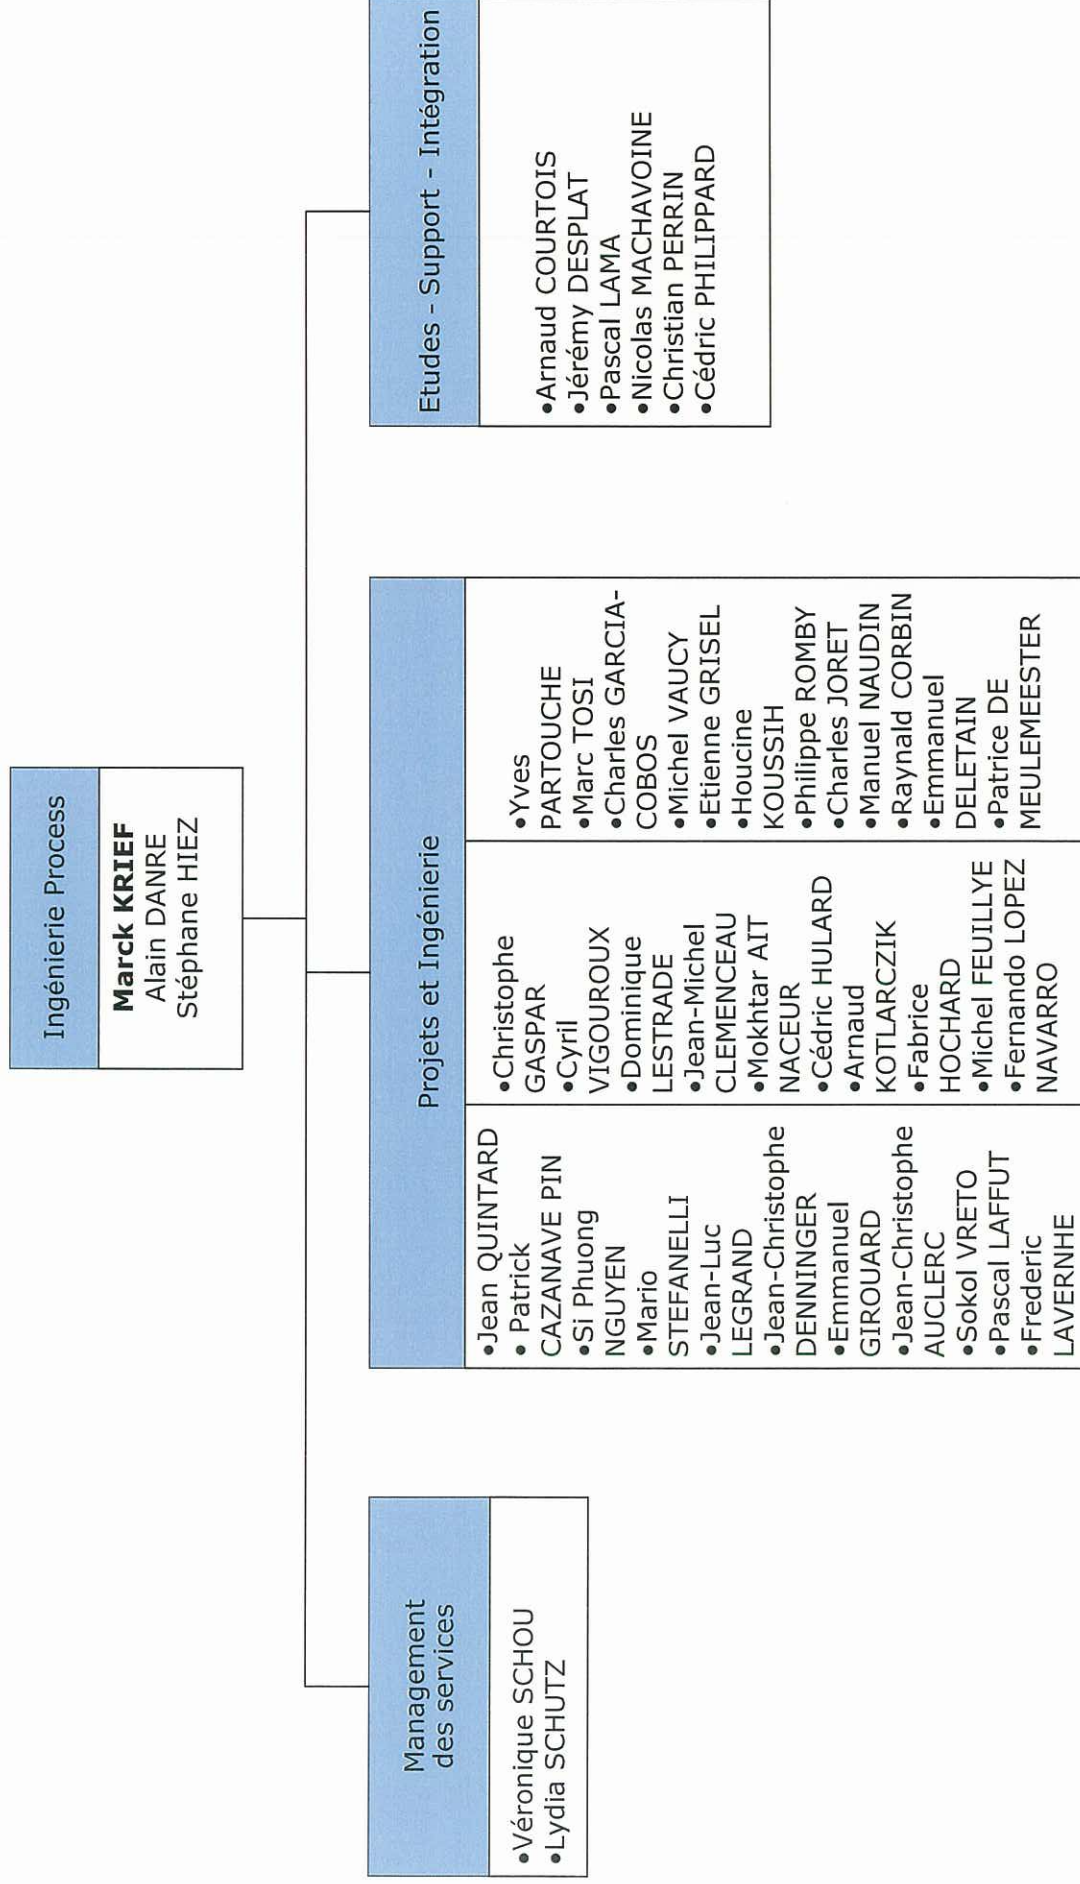 Ingénierie Process
Marck KRIEF
Alain DANRE
Stéphane HIEZ
Management
des services
•Véronique SCHOU
•Lydia SCHUTZ
Projets et Ingénierie
•Jean QUINTARD
• Patrick
CAZANAVE PIN
•Si Phuong
NGUYEN
•Mario
STEFANELLI
•Jean-Luc
LEGRAND
•Jean-Christophe
DENNINGER
•Emmanuel
GIROUARD
•Jean-Christophe
AUCLERC
•Sokol VRETO
•Pascal LAFFUT
•Frederic
LAVERNHE
•Christophe
GASPAR
•Cyril
VIGOUROUX
•Dominique
LESTRADE
•Jean-Michel
CLEMENCEAU
•Mokhtar AIT
NACEUR
•Cédric HULARD
•Arnaud
KOTLARCZIK
•Fabrice
HOCHARD
•Michel FEUILLYE
•Fernando LOPEZ
NAVARRO
•Yves
PARTOUCHE
•Marc TOSI
•Charles GARCIA-
COBOS
•Michel VAUCY
•Etienne GRISEL
•Houcine
KOUSSIH
•Philippe ROMBY
•Charles JORET
•Manuel NAUDIN
•Raynald CORBIN
•Emmanuel
DELETAIN
•Patrice DE
MEULEMEESTER
Etudes - Support - Intégration
•Arnaud COURTOIS
•Jérémy DESPLAT
•Pascal LAMA
•Nicolas MACHAVOINE
•Christian PERRIN
•Cédric PHILIPPARD